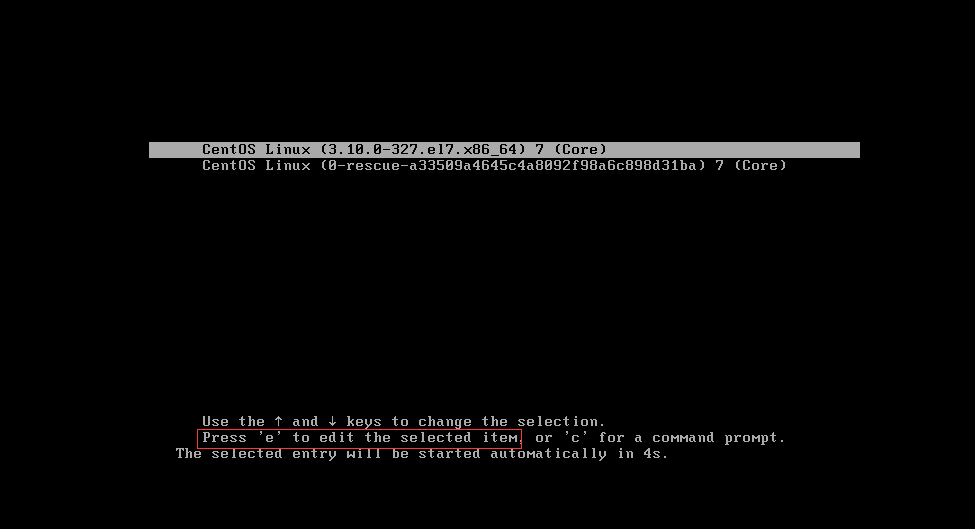 CentOS Linux (3.10.0-327.el7.x86_64) 7 (Core)
CentOS Linux (0-rescue-a33509a4645c4a8092f98a6c898d31ba) 7 (Core)
Use the ↑ and ↓ keys to change the selection.
Press 'e' to edit the selected item, or 'c' for a command prompt.
The selected entry will be started automatically in 4s.